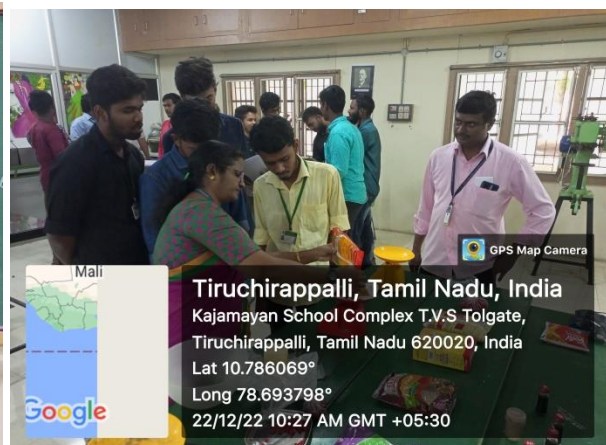 GPS Map Camera
Mali
Google
Tiruchirappalli, Tamil Nadu, India
Kajamayan School Complex T.V.S Tolgate,
Tiruchirappalli, Tamil Nadu 620020, India
Lat 10.786069°
Long 78.693798°
22/12/22 10:27 AM GMT +05:30